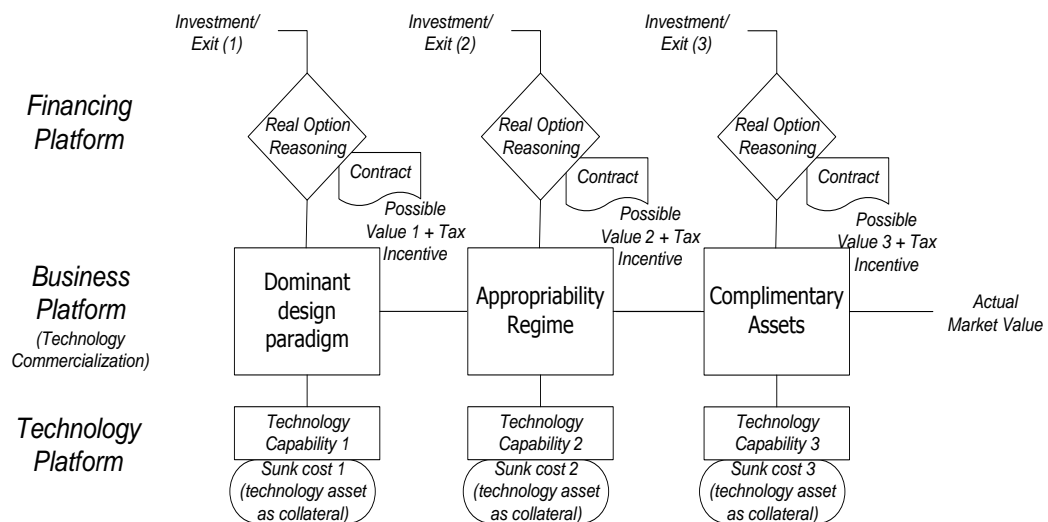 Investment/
Exit (1)
Investment/
Exit (2)
Investment/
Exit (3)
Financing
Platform
Real Option
Reasoning
Real Option
Reasoning
Real Option
Reasoning
Contract
Contract
Contract
Possible
Value 1 + Tax
Incentive
Possible
Value 2 + Tax
Incentive
Possible
Value 3 + Tax
Incentive
Business
Platform
(Technology
Commercialization)
Dominant
design
paradigm
Appropriability
Regime
Complimentary
Assets
Actual
Market Value
Technology
Platform
Technology
Capability 1
Technology
Capability 2
Technology
Capability 3
Sunk cost 1
(technology asset
as collateral)
Sunk cost 2
(technology asset
as collateral)
Sunk cost 3
(technology asset
as collateral)